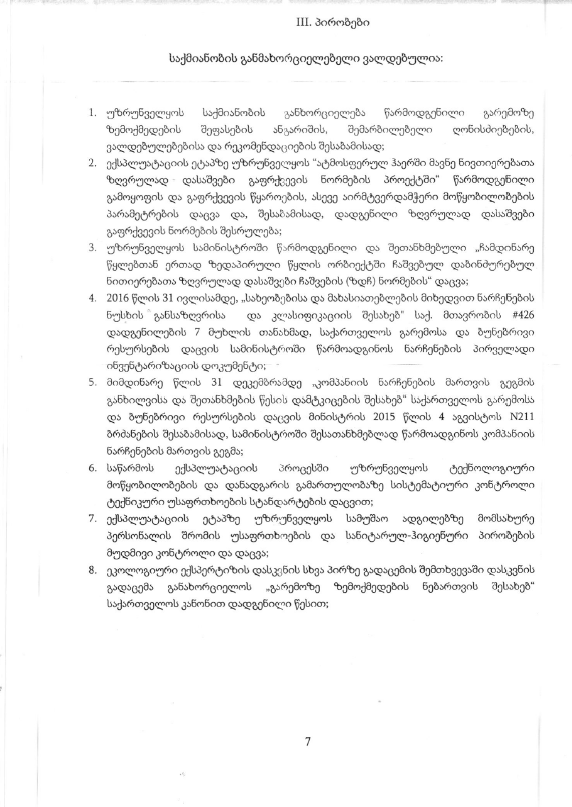 III. პირობები
საქმიანობის განმახორციელებელი ვალდებულია:
1. უზრუნველყოს საქმიანობის განხორციელება წარმოდგენილი გარემოზე
ზემოქმედების შეფასების ანგარიშის, შემარბილებელი ღონისძიებების,
ვალდებულებებისა და რეკომენდაციების შესაბამისად;
2. ექსპლუატაციის ეტაპზე უზრუნველყოს "ატმოსფერულ ჰაერში მავნე ნივთიერებათა
ზღვრულად დასაშვები გაფრქვევის ნორმების პროექტში" წარმოდგენილი
გამოყოფის და გაფრქვევის წყაროების, ასევე აირმტვერდამჭერი მოწყობილობების
პარამეტრების დაცვა და, შესაბამისად, დადგენილი ზღვრულად დასაშვები
გაფრქვევის ნორმების შესრულება;
3. უზრუნველყოს სამინისტროში წარმოდგენილი და შეთანხმებული „ჩამდინარე
წყლებთან ერთად ზედაპირული წყლის ობიექტში ჩაშვებულ დაბინძურებულ
ნითიერებათა ზღვრულად დასაშვები ჩაშვების (ზდჩ) ნორმების" დაცვა;
4. 2016 წლის 31 ივლისამდე, „სახეობებისა და მახასიათებლების მიხედვით ნარჩენების
ნუსხის განსაზღვრისა და კლასიფიკაციის შესახებ" საქ. მთავრობის #426
დადგენილების 7 მუხლის თანახმად, საქართველოს გარემოსა და ბუნებრივი
რესურსების დაცვის სამინისტროში წარმოადგინოს ნარჩენების პირველადი
ინვენტარიზაციის დოკუმენტი;
5. მიმდინარე წლის 31 დეკემბრამდე „კომპანიის ნარჩენების მართვის გეგმის
განხილვისა და შეთანხმების წესის დამტკიცების შესახებ" საქართველოს გარემოსა
და ბუნებრივი რესურსების დაცვის მინისტრის 2015 წლის 4 აგვისტოს N211
ბრძანების შესაბამისად, სამინისტროში შესათანხმებლად წარმოადგინოს კომპანიის
ნარჩენების მართვის გეგმა;
6. საწარმოს ექსპლუატაციის პროცესში უზრუნველყოს ტექნოლოგიური
მოწყობილობების და დანადგარის გამართულობაზე სისტემატიური კონტროლი
ტექნიკური უსაფრთხოების სტანდარტების დაცვით;
7. ექსპლუატაციის ეტაპზე უზრუნველყოს სამუშაო ადგილებზე მომსახურე
პერსონალის შრომის უსაფრთხოების და სანიტარულ-ჰიგიენური პირობების
მუდმივი კონტროლი და დაცვა;
8. ეკოლოგიური ექსპერტიზის დასკვნის სხვა პირზე გადაცემის შემთხვევაში დასკვნის
გადაცემა განახორციელოს „გარემოზე ზემოქმედების ნებართვის შესახებ"
საქართველოს კანონით დადგენილი წესით;
7